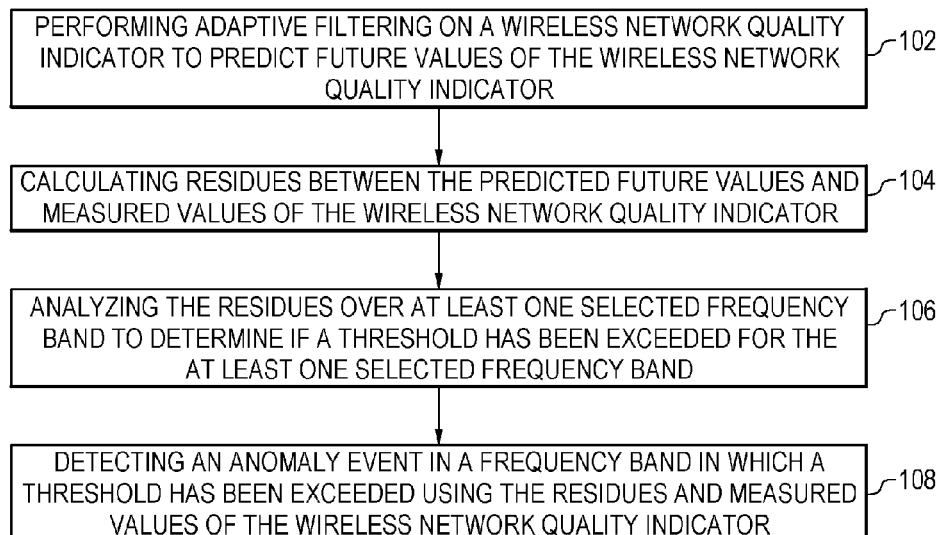 PERFORMING ADAPTIVE FILTERING ON A WIRELESS NETWORK QUALITY
INDICATOR TO PREDICT FUTURE VALUES OF THE WIRELESS NETWORK
QUALITY INDICATOR
102
CALCULATING RESIDUES BETWEEN THE PREDICTED FUTURE VALUES AND
MEASURED VALUES OF THE WIRELESS NETWORK QUALITY INDICATOR
104
ANALYZING THE RESIDUES OVER AT LEAST ONE SELECTED FREQUENCY
BAND TO DETERMINE IF A THRESHOLD HAS BEEN EXCEEDED FOR THE
AT LEAST ONE SELECTED FREQUENCY BAND
106
DETECTING AN ANOMALY EVENT IN A FREQUENCY BAND IN WHICH A
THRESHOLD HAS BEEN EXCEEDED USING THE RESIDUES AND MEASURED
VALUES OF THE WIRELESS NETWORK QUALITY INDICATOR
108